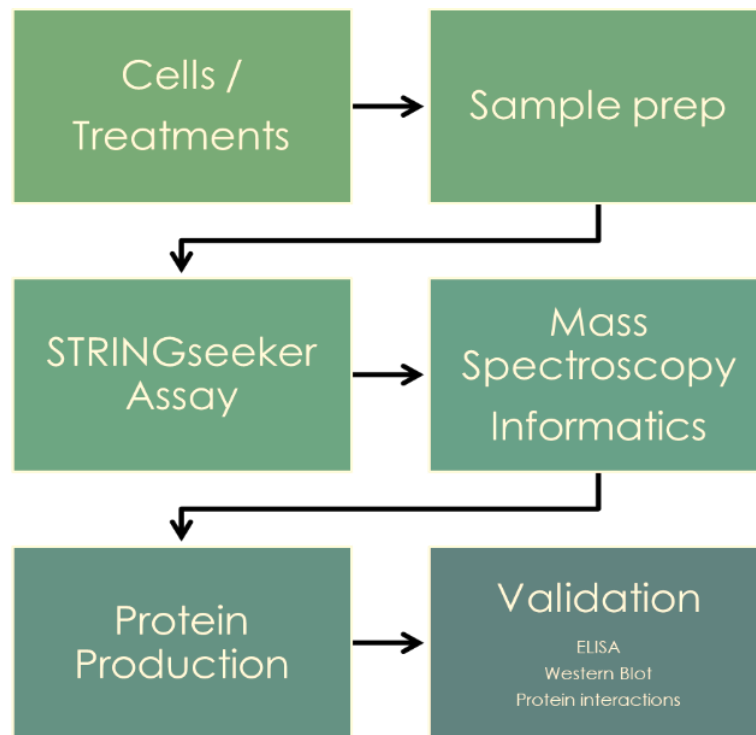 Cells /
Treatments
Sample prep
STRINGseeker
Assay
Mass
Spectroscopy
Informatics
Protein
Production
Validation
ELISA
Western Blot
Protein interactions